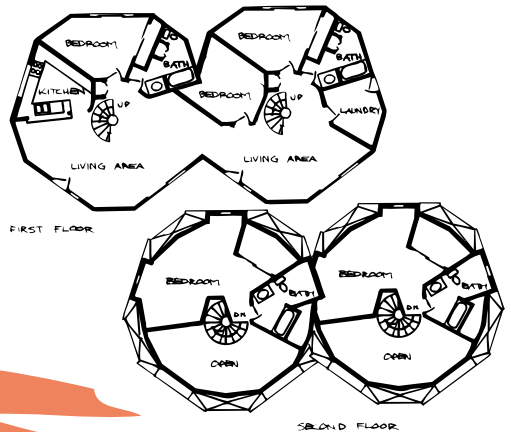 BEDROOM
BATH
KITCHEN
UP
LIVING AREA
BEDROOM
BATH
BEDROOM
UP
LAUNDRY
LIVING AREA
FIRST FLOOR
BEDROOM
BATH
DN
OPEN
BEDROOM
BATH
DN
OPEN
SECOND FLOOR